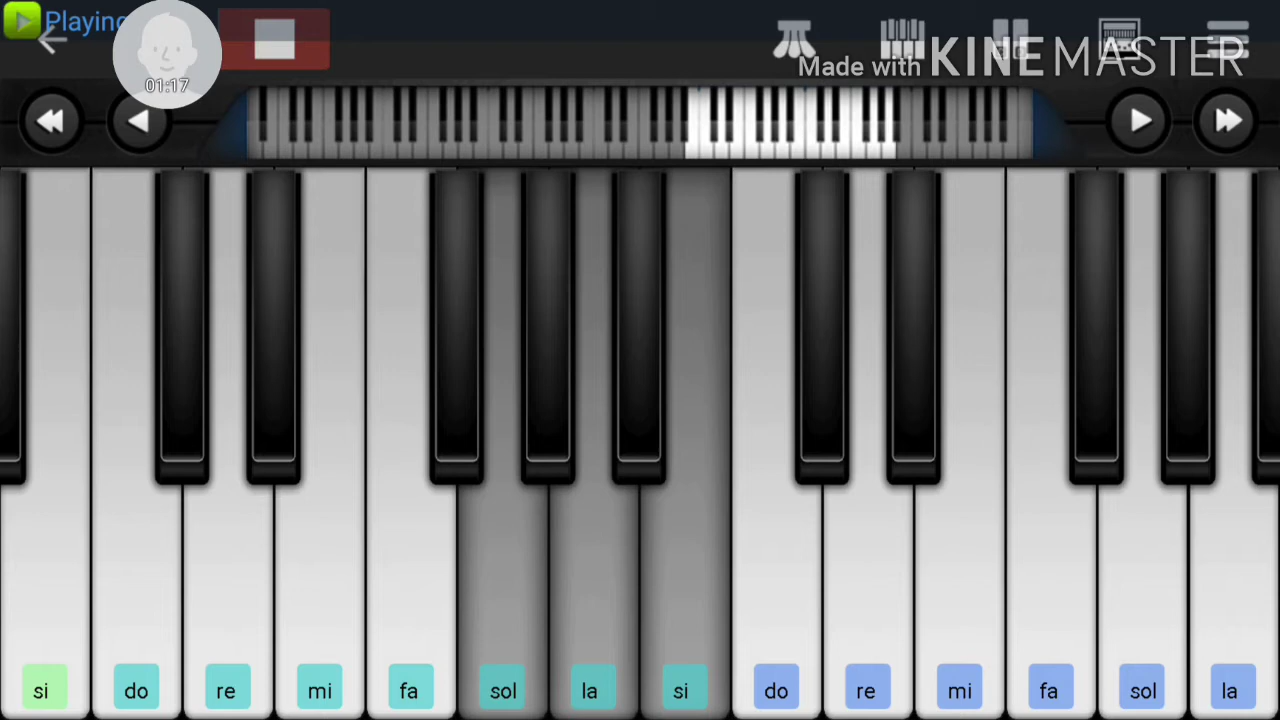 Playing
01:17
Made with KINEMASTER
si do re mi fa sol la si do re mi fa sol la